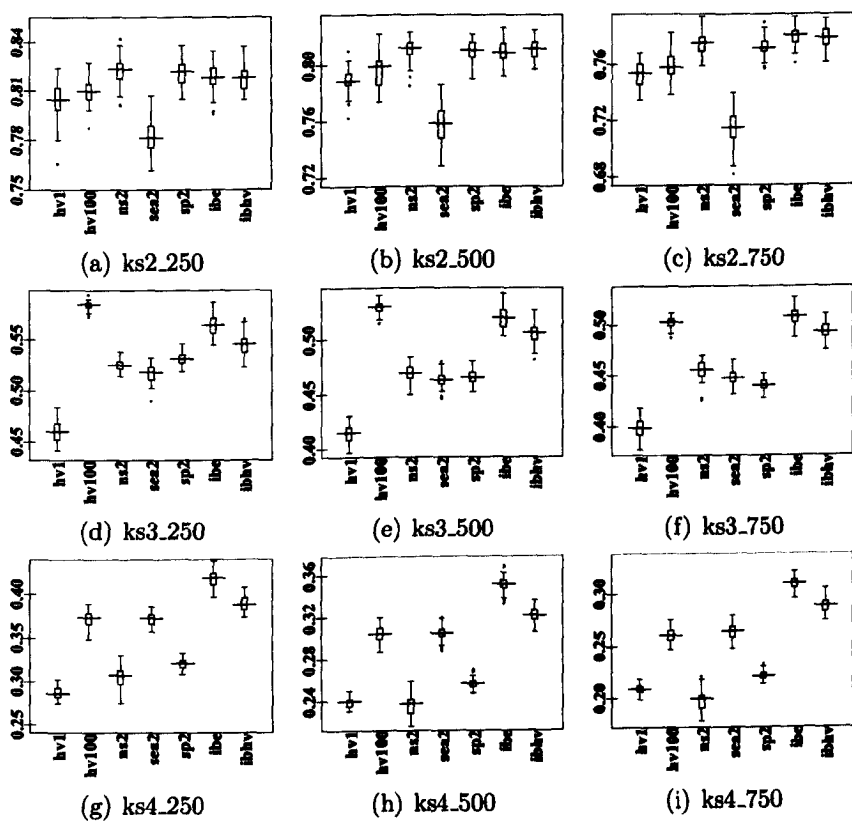 0.84
0.81
0.78
0.75
hv1 hv100 ns2 sea2 sp2 ibe ibhv
(a) ks2_250
0.80
0.76
0.72
hv1 hv100 ns2 sea2 sp2 ibe ibhv
(b) ks2_500
0.76
0.72
0.68
hv1 hv100 ns2 sea2 sp2 ibe ibhv
(c) ks2_750
0.55
0.50
0.45
hv1 hv100 ns2 sea2 sp2 ibe ibhv
(d) ks3_250
0.50
0.45
0.40
hv1 hv100 ns2 sea2 sp2 ibe ibhv
(e) ks3_500
0.50
0.45
0.40
hv1 hv100 ns2 sea2 sp2 ibe ibhv
(f) ks3_750
0.40
0.35
0.30
0.25
hv1 hv100 ns2 sea2 sp2 ibe ibhv
(g) ks4_250
0.36
0.32
0.28
0.24
hv1 hv100 ns2 sea2 sp2 ibe ibhv
(h) ks4_500
0.30
0.25
0.20
hv1 hv100 ns2 sea2 sp2 ibe ibhv
(i) ks4_750